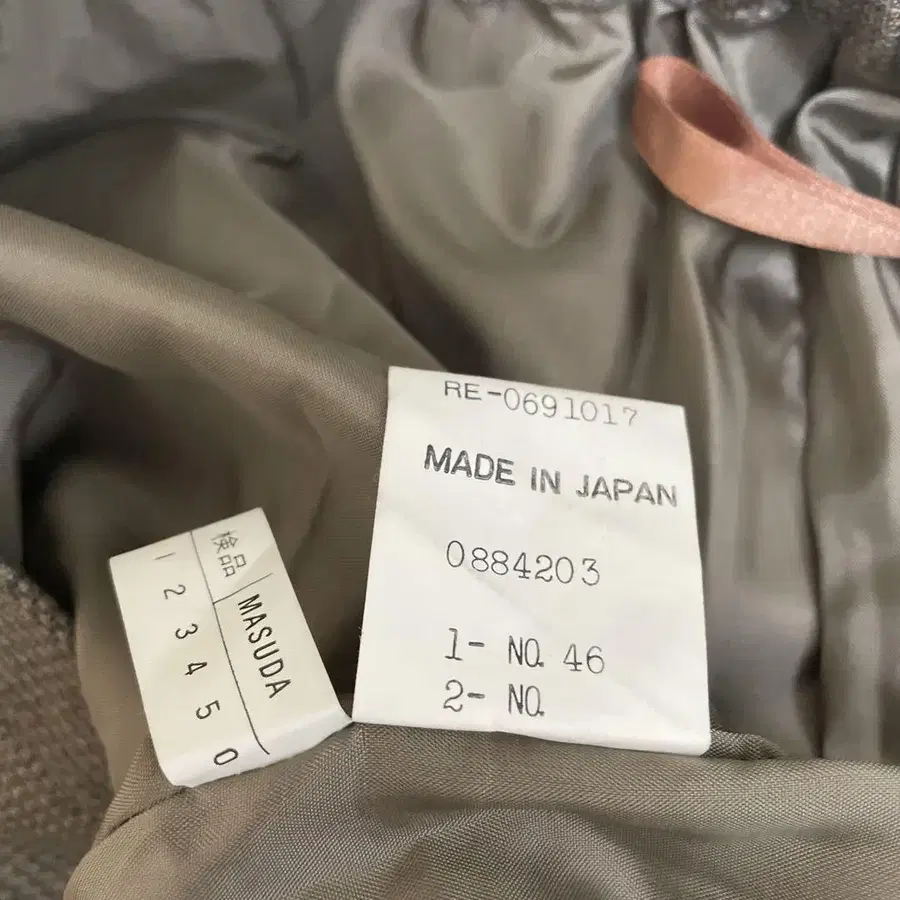 RE-0691017
MADE IN JAPAN
0884203
1- NO. 46
2- NO.
検品 MASUDA
1 2 3 4 5 0